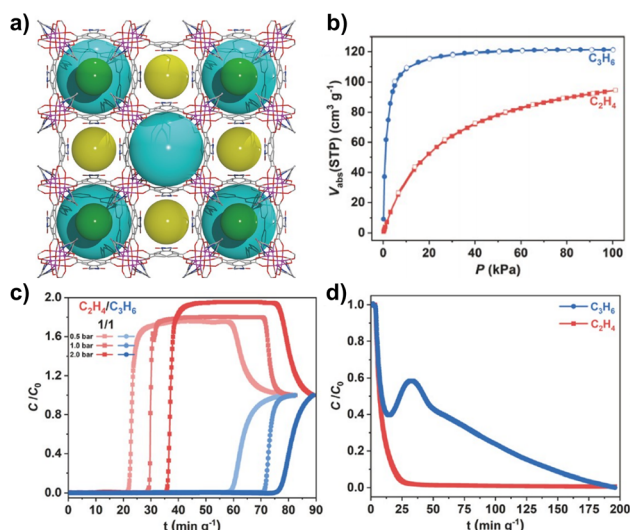 a)
b)
120
100
80
60
40
20
0
V_abs(STP) (cm³ g⁻¹)
C₃H₆
C₂H₄
0 20 40 60 80 100
P (kPa)
c)
2.0
1.6
1.2
0.8
0.4
0.0
C/C₀
C₂H₄/C₃H₆
1/1
0.5 bar
1.0 bar
2.0 bar
0 10 20 30 40 50 60 70 80 90
t (min g⁻¹)
d)
1.0
0.8
0.6
0.4
0.2
0.0
C/C₀
C₃H₆
C₂H₄
0 25 50 75 100 125 150 175 200
t (min g⁻¹)